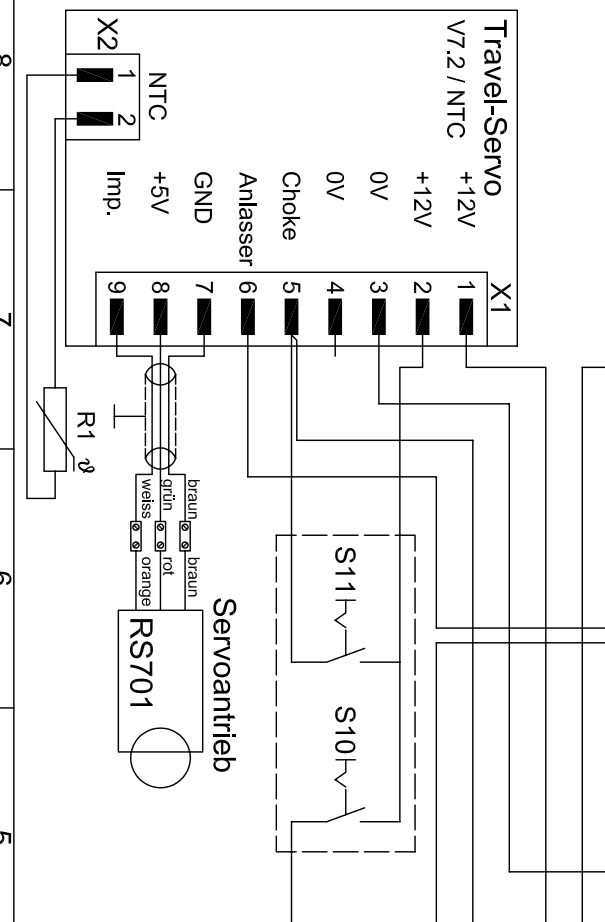 Travel-Servo
V7.2 / NTC
X2
1
2
NTC
X1
+12V
+12V
0V
0V
Choke
Anlasser
GND
+5V
Imp.
1
2
3
4
5
6
7
8
9
R1
ϑ
braun
grün
weiss
braun
rot
orange
Servoantrieb
RS701
S11
S10
8
7
6
5